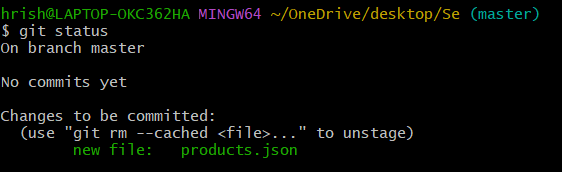 hrish@LAPTOP-OKC362HA MINGW64 ~/OneDrive/desktop/Se (master)
$ git status
On branch master
No commits yet
Changes to be committed:
(use "git rm --cached <file>..." to unstage)
new file: products.json